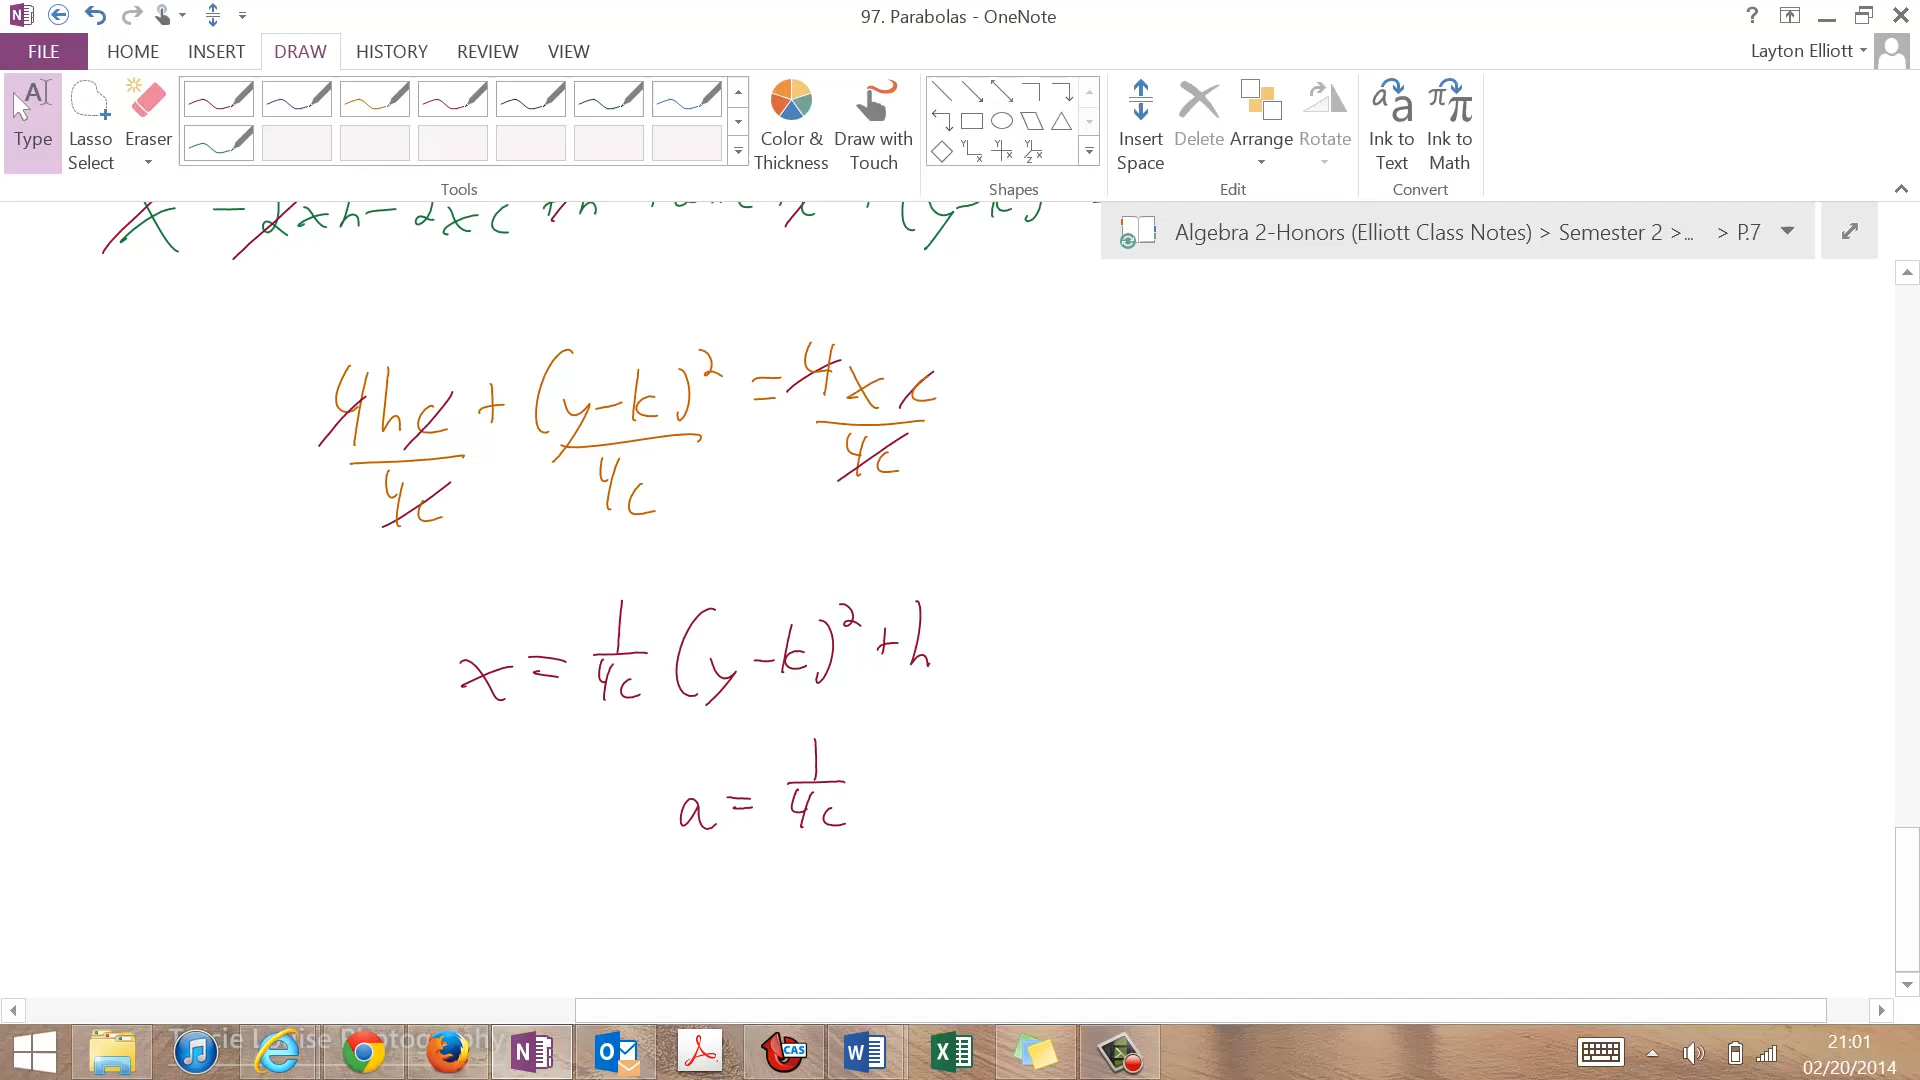 97. Parabolas - OneNote
?
FILE HOME INSERT DRAW HISTORY REVIEW VIEW
Layton Elliott
Type
Lasso Select
Eraser
Color & Thickness
Draw with Touch
Insert Space
Delete
Arrange
Rotate
Ink to Text
Ink to Math
Tools
Shapes
Edit
Convert
Algebra 2-Honors (Elliott Class Notes) > Semester 2 >... > P.7
4hc/4c + (y-k)²/4c = 4xc/4c
x = 1/4c (y-k)² + h
a = 1/4c
21:01
02/20/2014